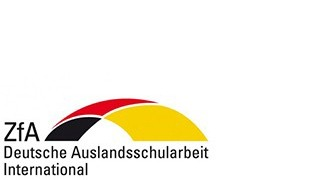 ZfA
Deutsche Auslandsschularbeit
International